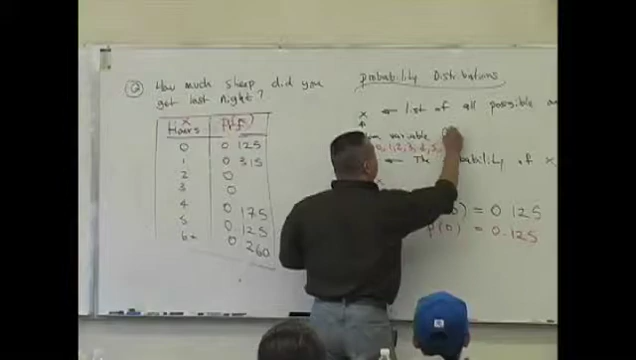 Q How much sleep did you
get last night?
x P(x)
Hours
0 0.125
1 0.315
2 0
3 0
4 0.175
5 0.125
6+ 0.260
Probability Distributions
x ← list of all possible
variable
0,1,2,3,4,5,
← The probability of x
(0) = 0.125
P(0) = 0.125